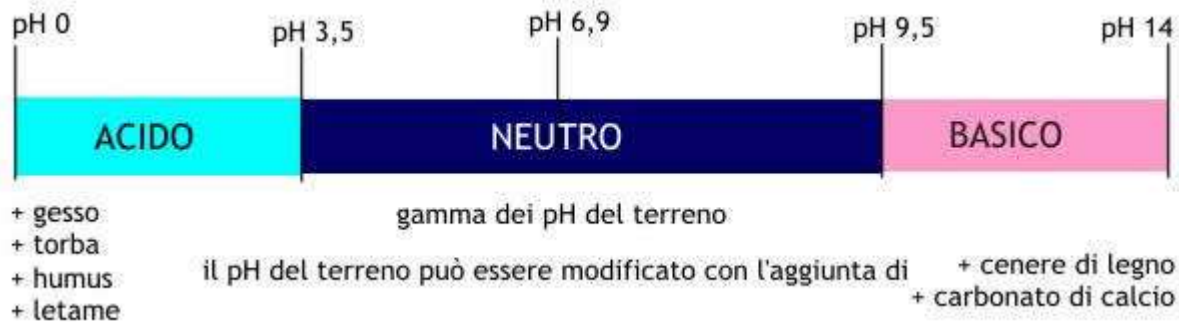 pH 0
pH 3,5
pH 6,9
pH 9,5
pH 14
ACIDO
NEUTRO
BASICO
+ gesso
+ torba
+ humus
+ letame
gamma dei pH del terreno
il pH del terreno può essere modificato con l'aggiunta di
+ cenere di legno
+ carbonato di calcio